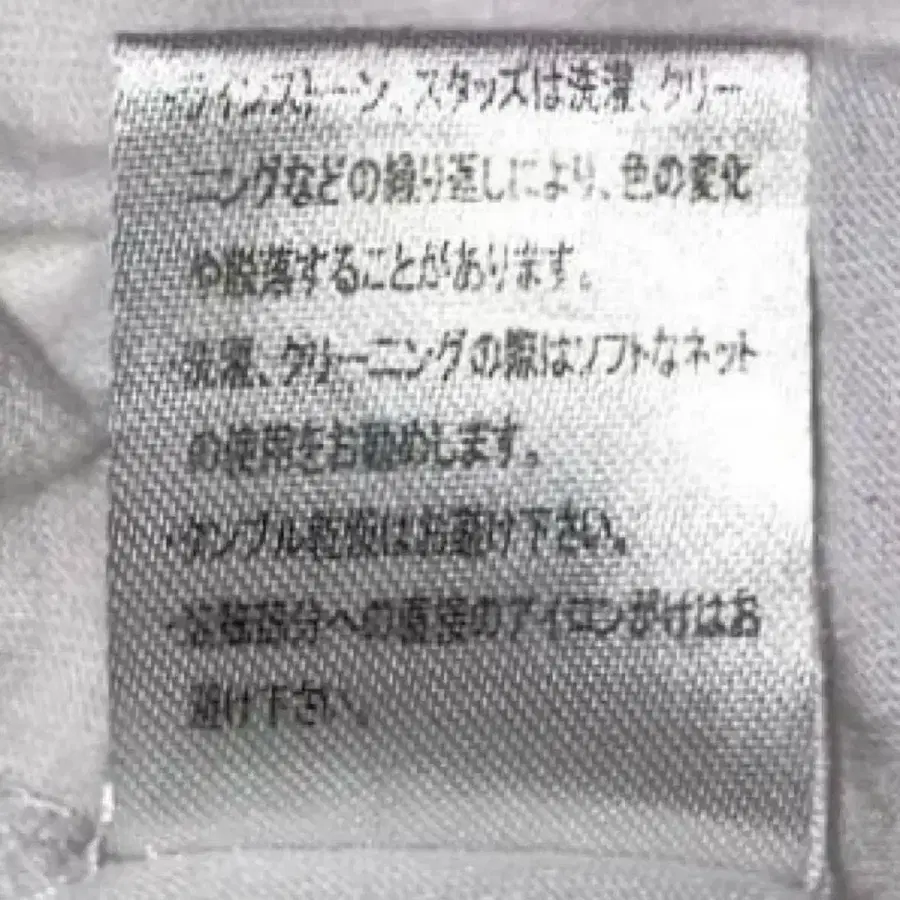 ・ラインストーン、スタッズは洗濯、クリー
ニングなどの繰り返しにより、色の変化
や脱落することがあります。
・洗濯、クリーニングの際はソフトなネット
の使用をお勧めします。
・タンブル乾燥はお避け下さい。
部分への直接のアイロンがけはお
避け下さい。